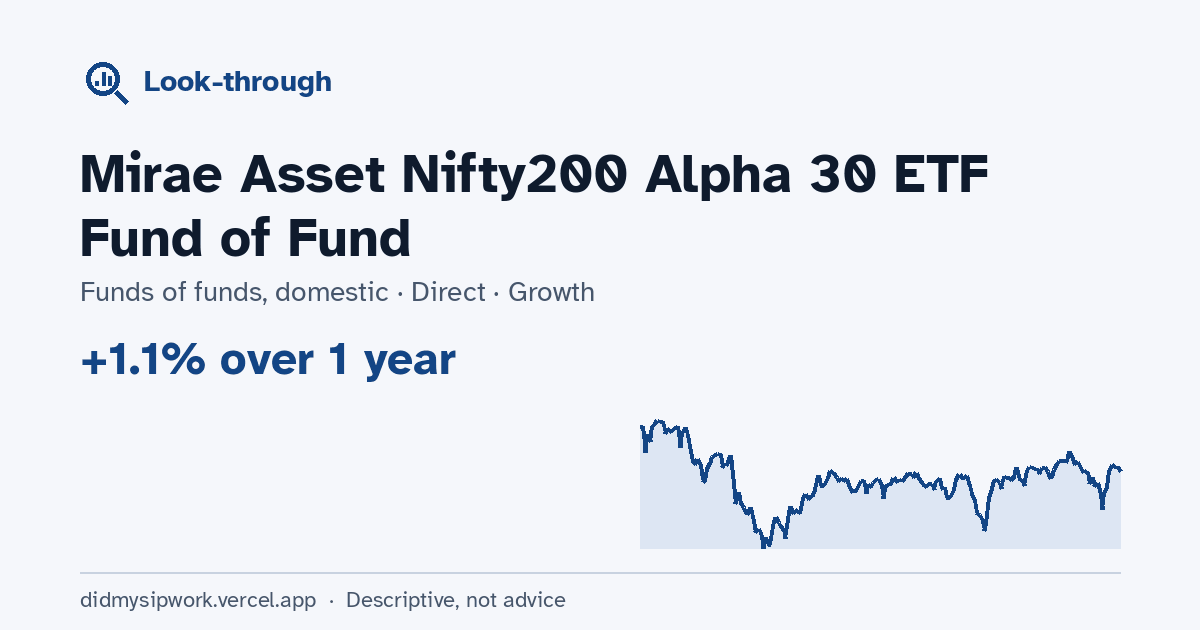 Look-through
Mirae Asset Nifty200 Alpha 30 ETF
Fund of Fund
Funds of funds, domestic · Direct · Growth
+1.1% over 1 year
didmysipwork.vercel.app · Descriptive, not advice